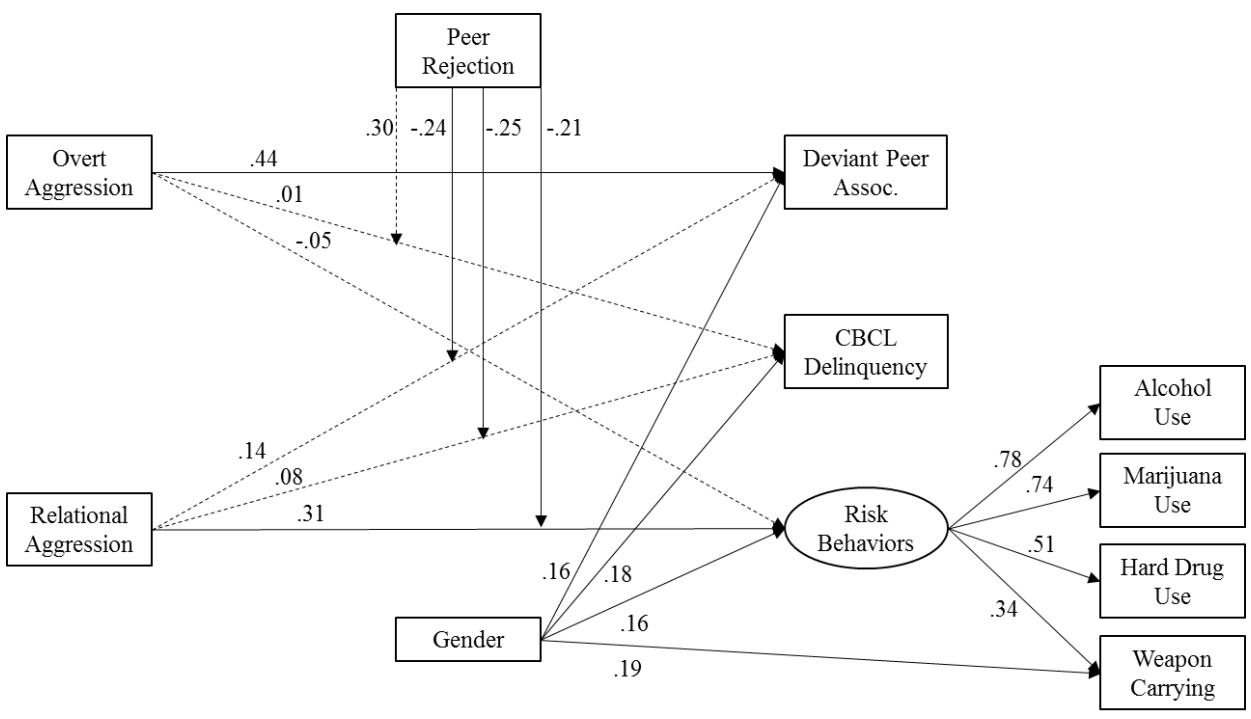 Peer
Rejection
.30
-.24
-.25
-.21
Overt
Aggression
.44
.01
-.05
Deviant Peer
Assoc.
CBCL
Delinquency
Relational
Aggression
.14
.08
.31
Risk
Behaviors
Gender
.16
.18
.16
.19
.78
.74
.51
.34
Alcohol
Use
Marijuana
Use
Hard Drug
Use
Weapon
Carrying